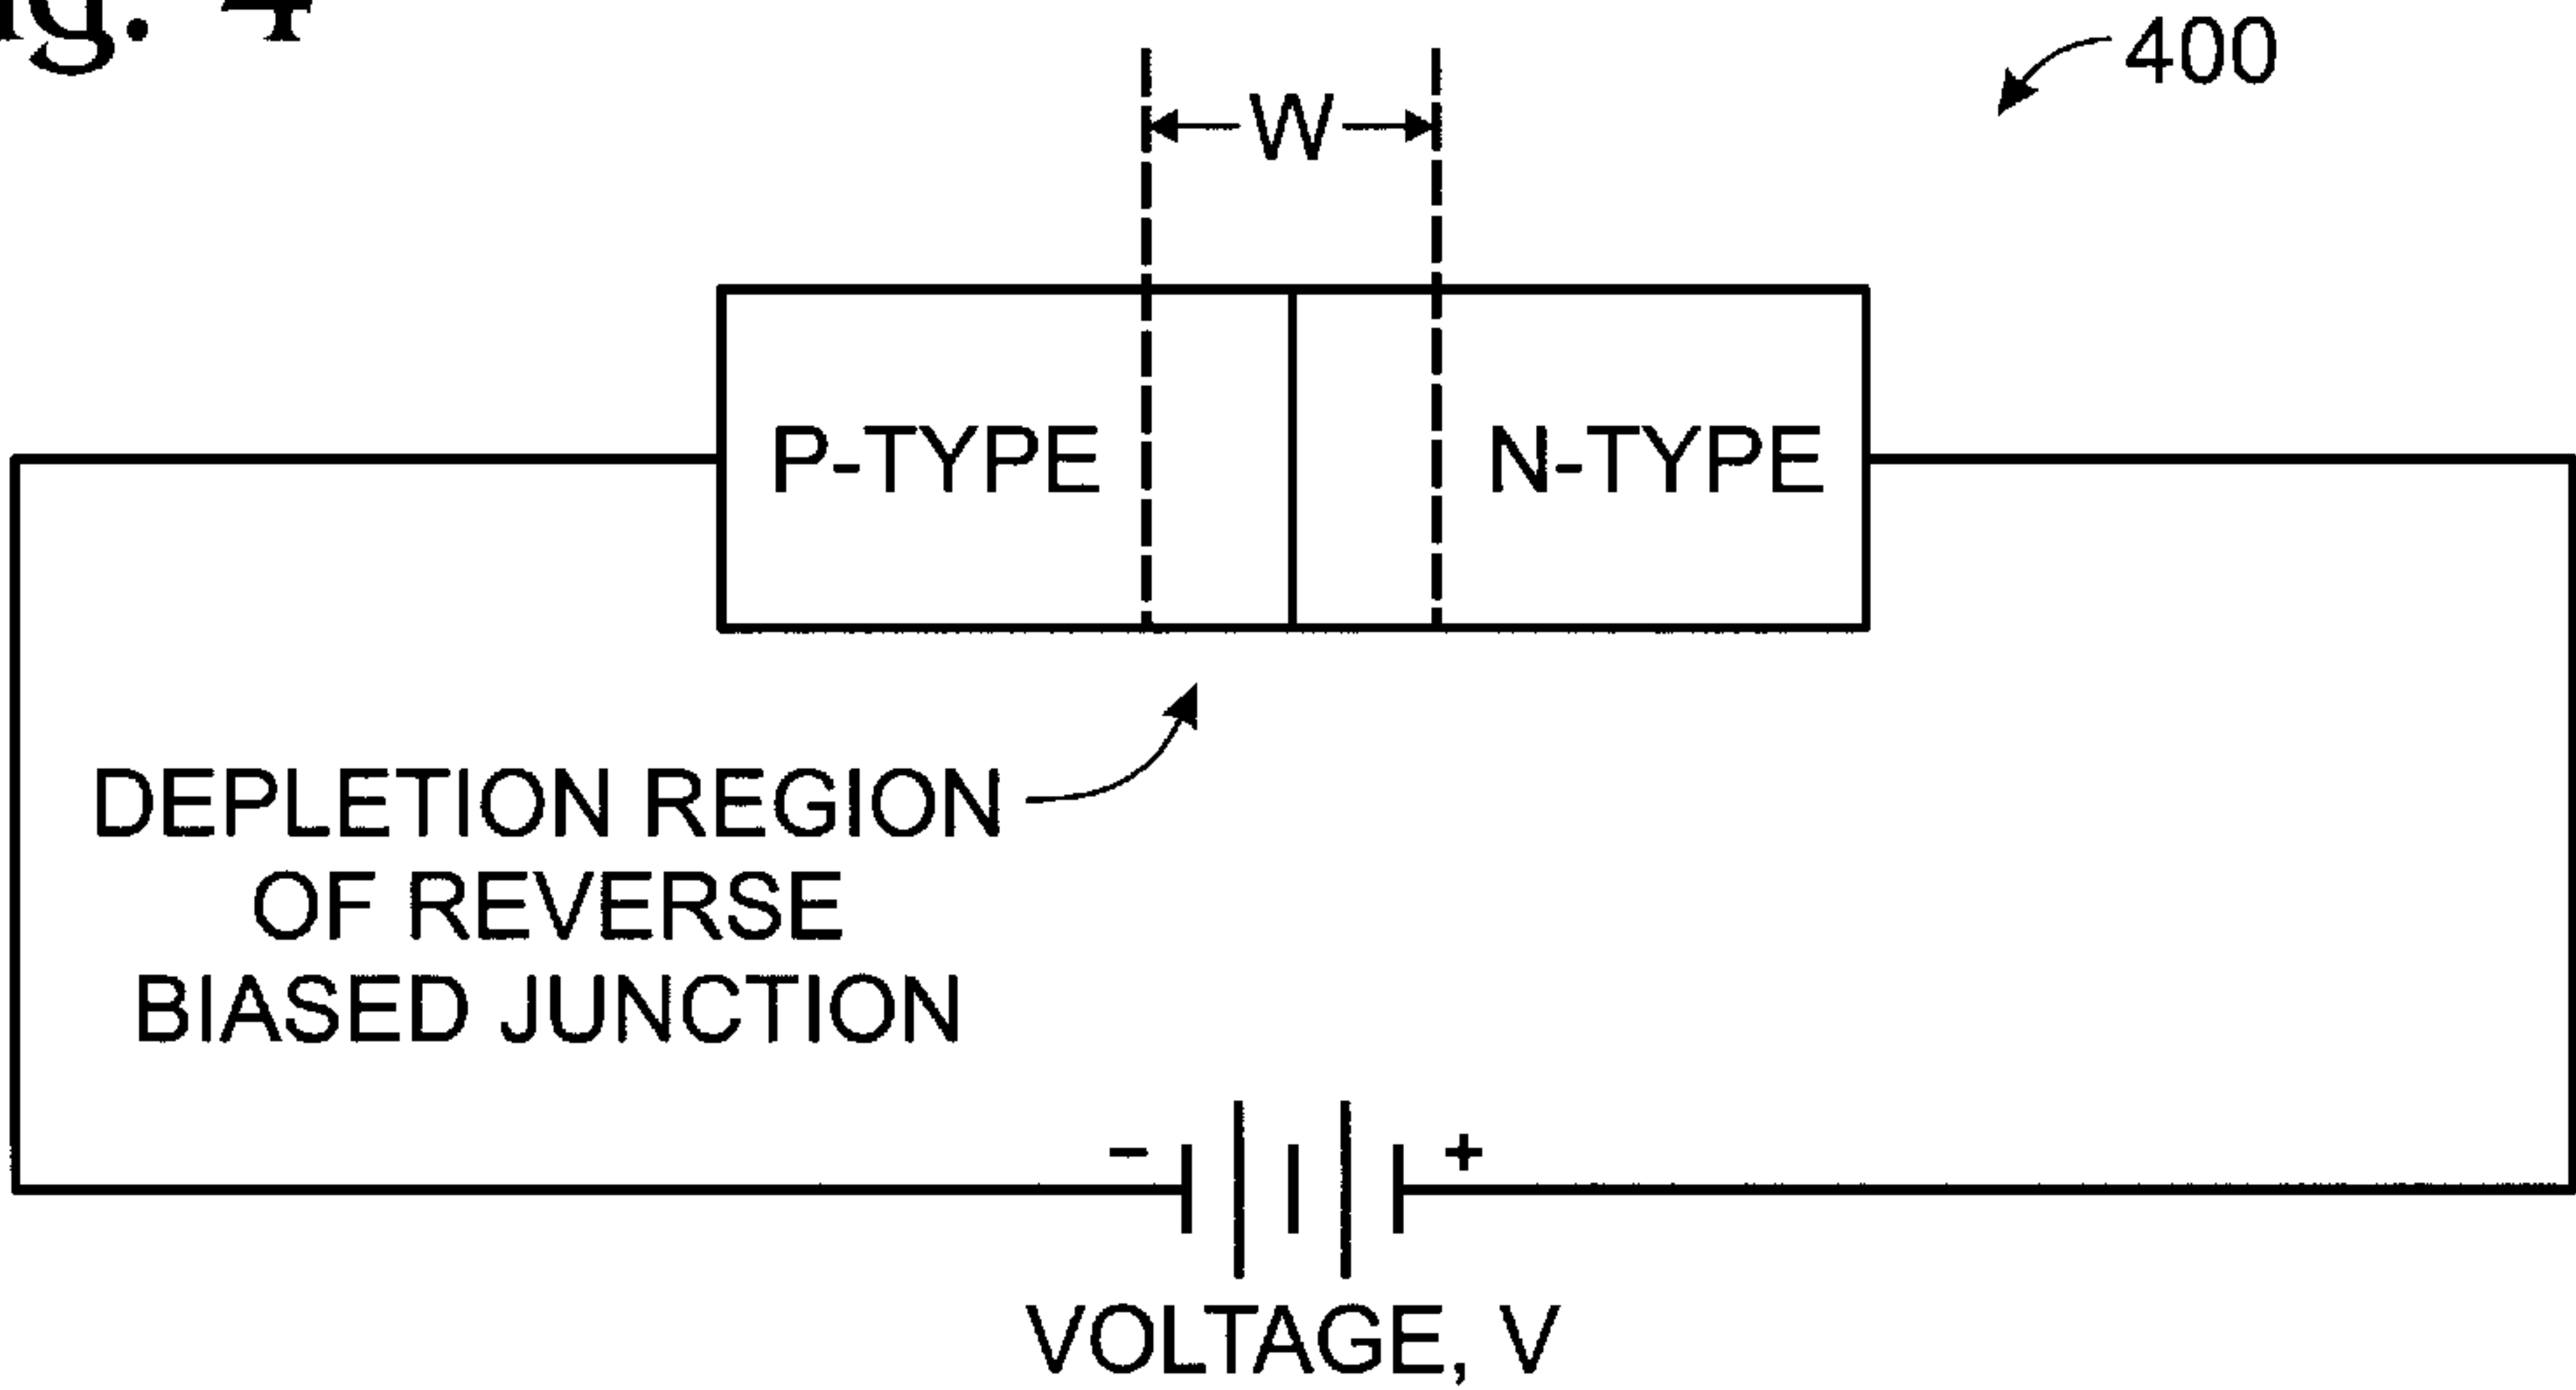 400
W
P-TYPE
N-TYPE
DEPLETION REGION
OF REVERSE
BIASED JUNCTION
− +
VOLTAGE, V